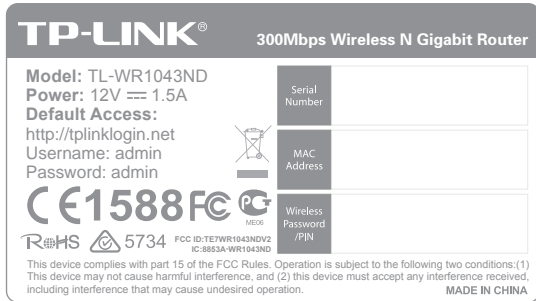 TP-LINK®
300Mbps Wireless N Gigabit Router
Model: TL-WR1043ND
Power: 12V ⎓ 1.5A
Default Access:
http://tplinklogin.net
Username: admin
Password: admin
Serial
Number
MAC
Address
Wireless
Password
/PIN
CE1588 FC PCT
ME06
RoHS 5734
FCC ID:TE7WR1043NDV2
IC:8853A-WR1043ND
This device complies with part 15 of the FCC Rules. Operation is subject to the following two conditions:(1)
This device may not cause harmful interference, and (2) this device must accept any interference received,
including interference that may cause undesired operation.
MADE IN CHINA